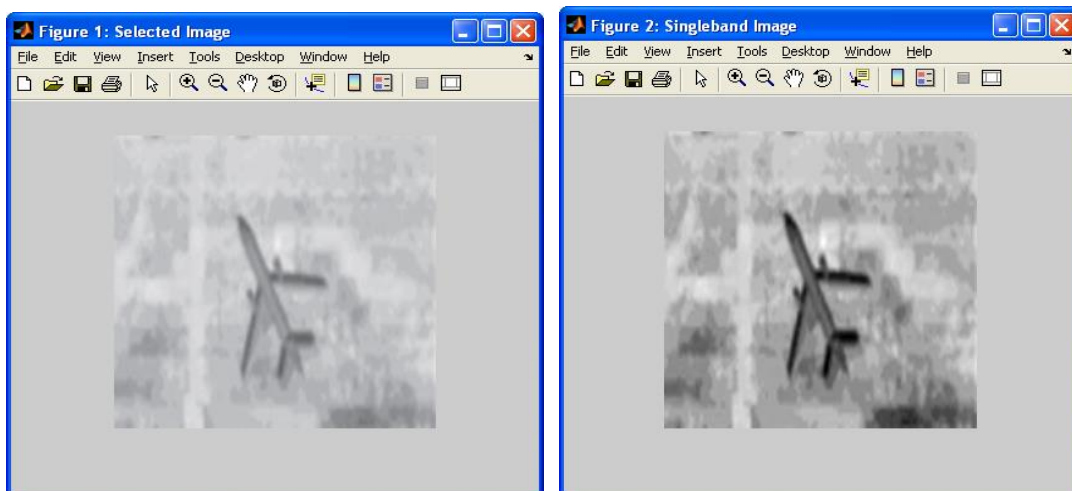 Figure 1: Selected Image
File Edit View Insert Tools Desktop Window Help
Figure 2: Singleband Image
File Edit View Insert Tools Desktop Window Help